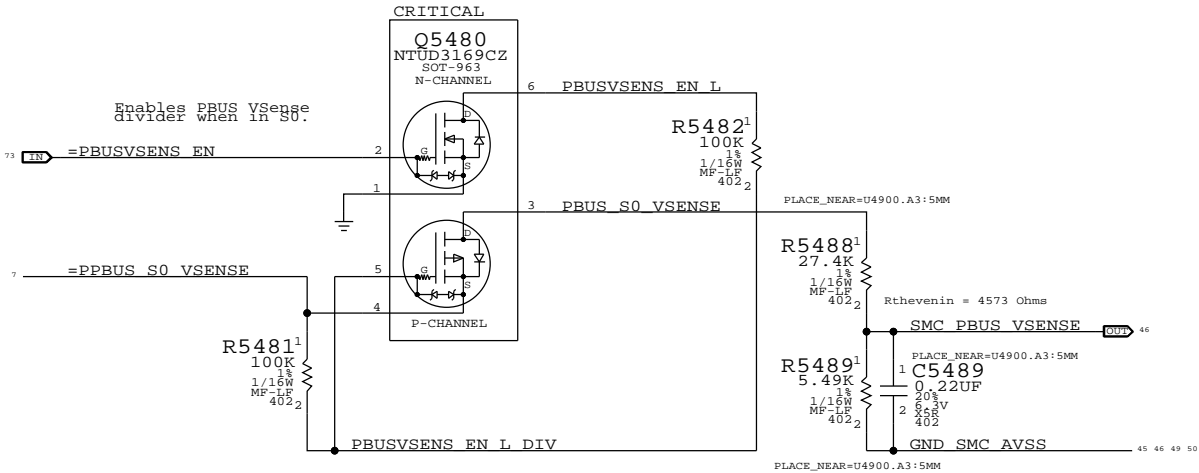 CRITICAL
Q5480
NTUD3169CZ
SOT-963
N-CHANNEL
6 PBUSVSENS_EN_L
Enables PBUS VSense
divider when in S0.
73 IN =PBUSVSENS_EN 2
D
G
S
1
R5482 1
100K
1%
1/16W
MF-LF
402 2
3 PBUS_S0_VSENSE
PLACE_NEAR=U4900.A3:5MM
7 =PPBUS_S0_VSENSE 5
D
G
S
4
P-CHANNEL
R5488 1
27.4K
1%
1/16W
MF-LF
402 2
Rthevenin = 4573 Ohms
SMC_PBUS_VSENSE OUT 46
R5481 1
100K
1%
1/16W
MF-LF
402 2
R5489 1
5.49K
1%
1/16W
MF-LF
402 2
PLACE_NEAR=U4900.A3:5MM
1 C5489
0.22UF
20%
6.3V
2 X5R
402
PBUSVSENS_EN_L_DIV
GND_SMC_AVSS 45 46 49 50
PLACE_NEAR=U4900.A3:5MM